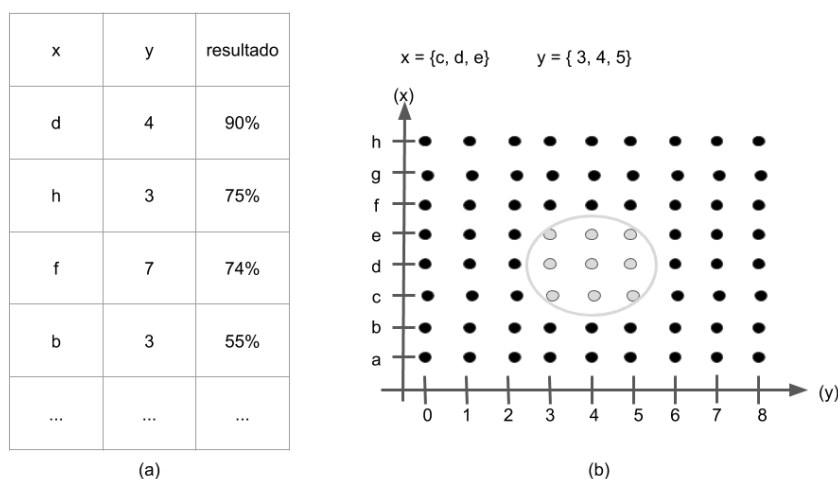 x y resultado
d 4 90%
h 3 75%
f 7 74%
b 3 55%
... ... ...
(a)
x = {c, d, e} y = { 3, 4, 5}
(x)
h
g
f
e
d
c
b
a
0 1 2 3 4 5 6 7 8
(y)
(b)